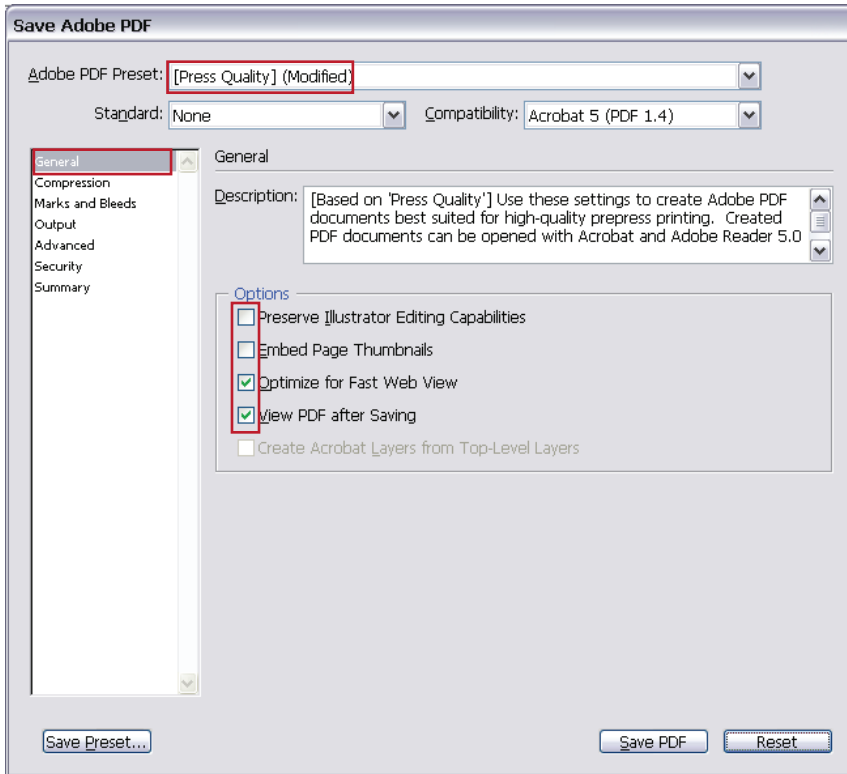 Save Adobe PDF
Adobe PDF Preset: [Press Quality] (Modified)
Standard: None Compatibility: Acrobat 5 (PDF 1.4)
General
Compression
Marks and Bleeds
Output
Advanced
Security
Summary
General
Description: [Based on 'Press Quality'] Use these settings to create Adobe PDF
documents best suited for high-quality prepress printing. Created
PDF documents can be opened with Acrobat and Adobe Reader 5.0
Options
Preserve Illustrator Editing Capabilities
Embed Page Thumbnails
Optimize for Fast Web View
View PDF after Saving
Create Acrobat Layers from Top-Level Layers
Save Preset... Save PDF Reset